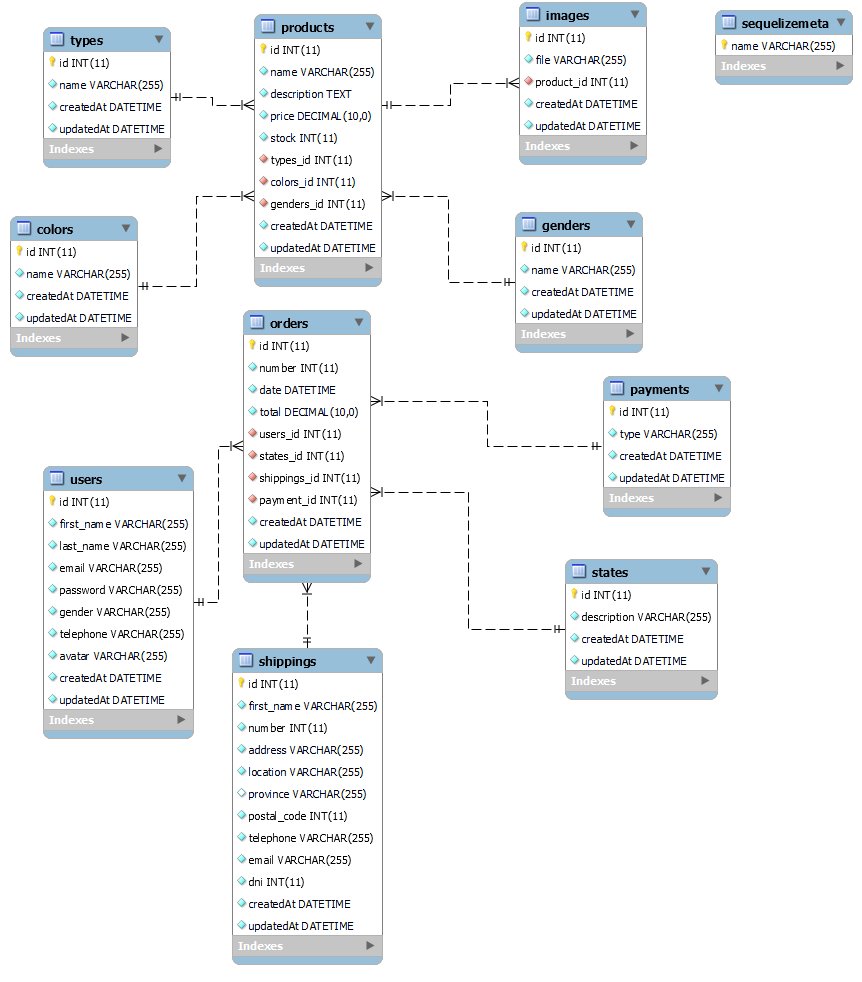 types
id INT(11)
name VARCHAR(255)
createdAt DATETIME
updatedAt DATETIME
Indexes
products
id INT(11)
name VARCHAR(255)
description TEXT
price DECIMAL(10,0)
stock INT(11)
types_id INT(11)
colors_id INT(11)
genders_id INT(11)
createdAt DATETIME
updatedAt DATETIME
Indexes
images
id INT(11)
file VARCHAR(255)
product_id INT(11)
createdAt DATETIME
updatedAt DATETIME
Indexes
sequelizemeta
name VARCHAR(255)
Indexes
colors
id INT(11)
name VARCHAR(255)
createdAt DATETIME
updatedAt DATETIME
Indexes
genders
id INT(11)
name VARCHAR(255)
createdAt DATETIME
updatedAt DATETIME
Indexes
orders
id INT(11)
number INT(11)
date DATETIME
total DECIMAL(10,0)
users_id INT(11)
states_id INT(11)
shippings_id INT(11)
payment_id INT(11)
createdAt DATETIME
updatedAt DATETIME
Indexes
payments
id INT(11)
type VARCHAR(255)
createdAt DATETIME
updatedAt DATETIME
Indexes
users
id INT(11)
first_name VARCHAR(255)
last_name VARCHAR(255)
email VARCHAR(255)
password VARCHAR(255)
gender VARCHAR(255)
telephone VARCHAR(255)
avatar VARCHAR(255)
createdAt DATETIME
updatedAt DATETIME
Indexes
states
id INT(11)
description VARCHAR(255)
createdAt DATETIME
updatedAt DATETIME
Indexes
shippings
id INT(11)
first_name VARCHAR(255)
number INT(11)
address VARCHAR(255)
location VARCHAR(255)
province VARCHAR(255)
postal_code INT(11)
telephone VARCHAR(255)
email VARCHAR(255)
dni INT(11)
createdAt DATETIME
updatedAt DATETIME
Indexes